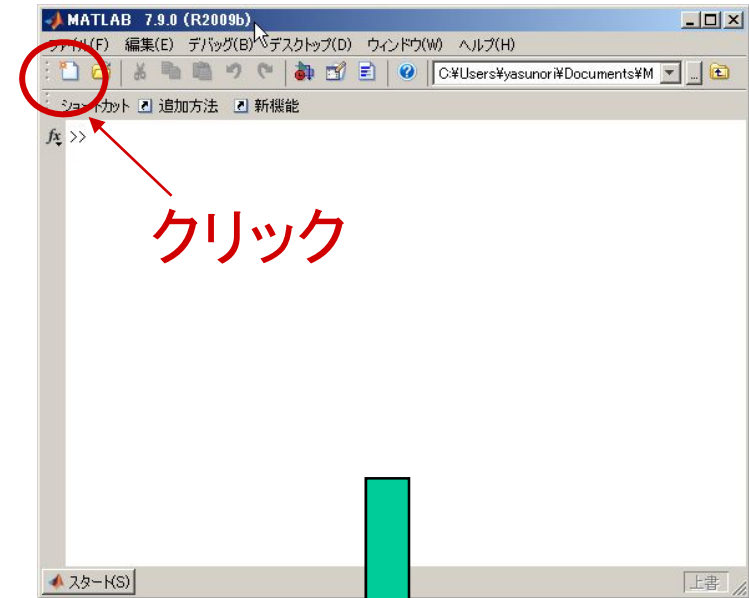 MATLAB 7.9.0 (R2009b)
ファイル(F) 編集(E) デバッグ(B) デスクトップ(D) ウィンドウ(W) ヘルプ(H)
C:¥Users¥yasunori¥Documents¥M ...
ショートカット 追加方法 新機能
fx >>
クリック
スタート(S) 上書